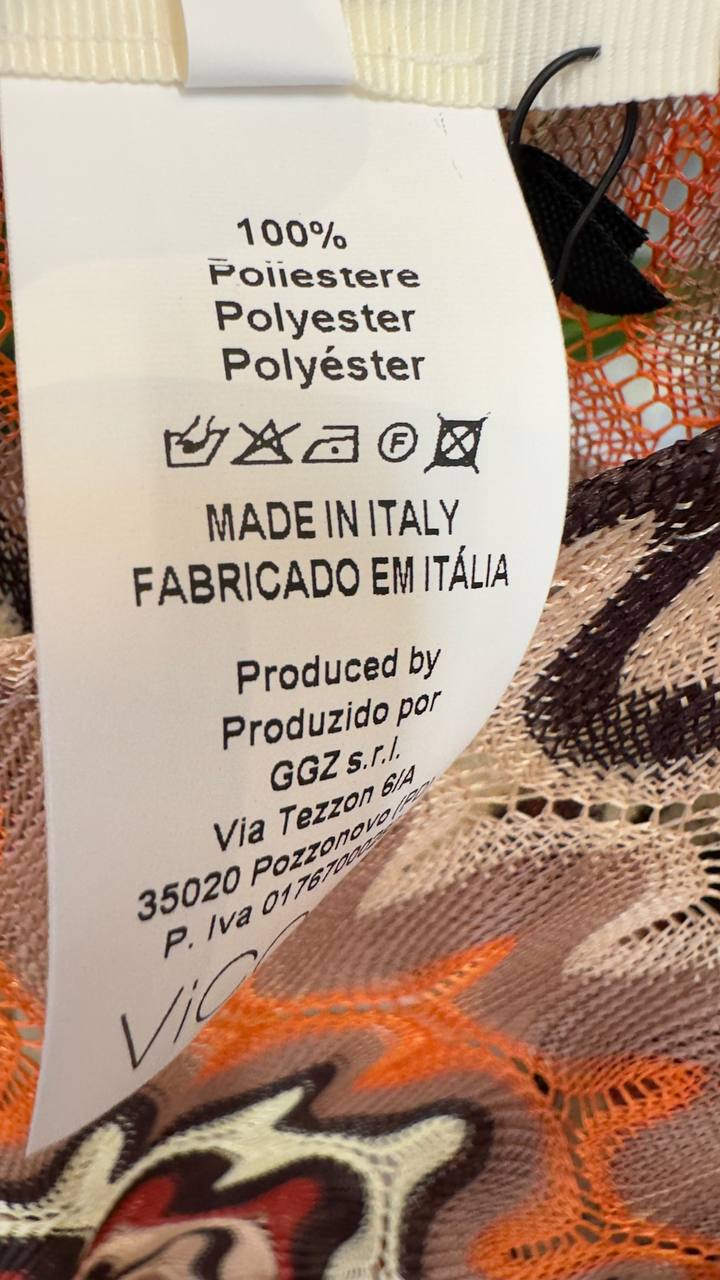 100%
Poliestere
Polyester
Polyéster
F
MADE IN ITALY
FABRICADO EM ITÁLIA
Produced by
Produzido por
GGZ s.r.l.
Via Tezzon 6/A
35020 Pozzonovo (PD)
P. Iva